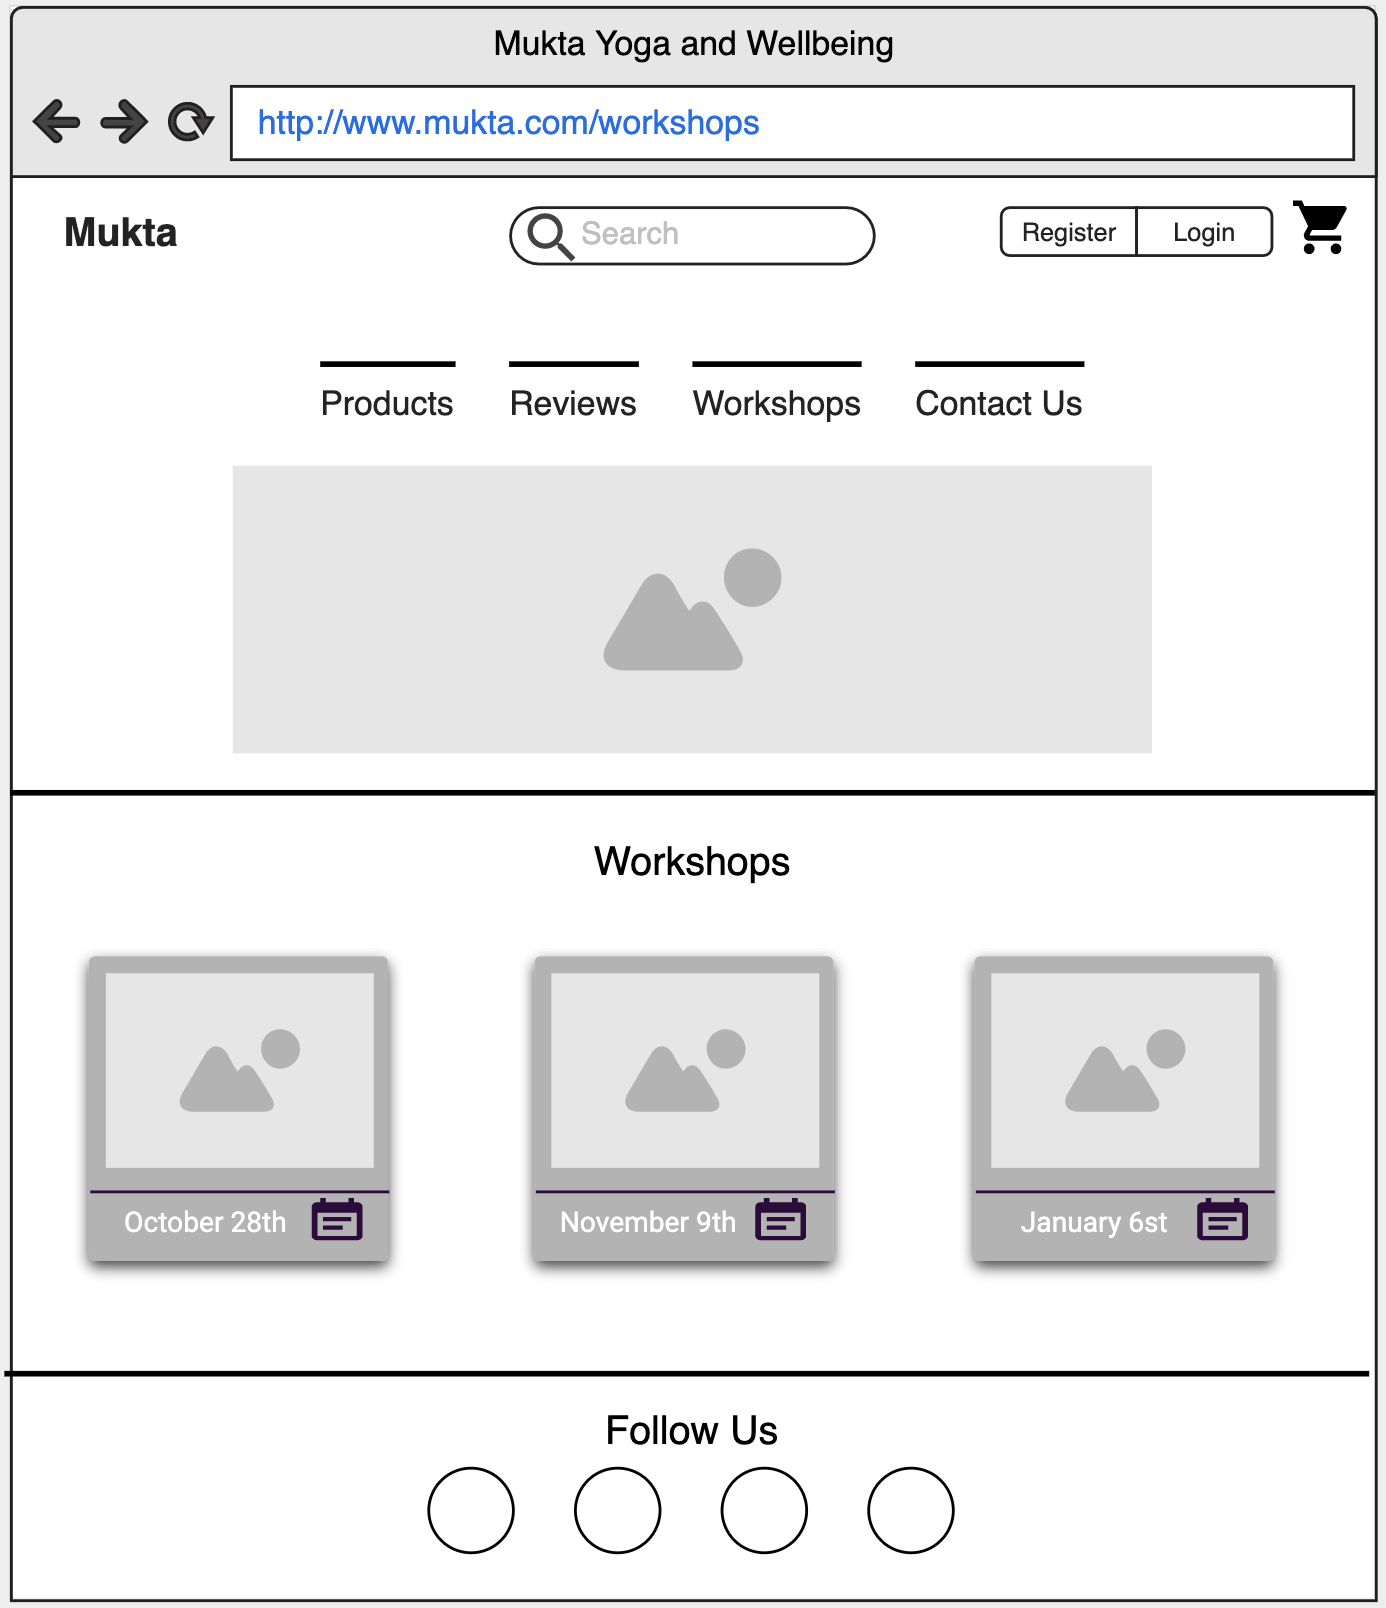 Mukta Yoga and Wellbeing
http://www.mukta.com/workshops
Mukta
Search
Register Login
Products Reviews Workshops Contact Us
Workshops
October 28th November 9th January 6st
Follow Us